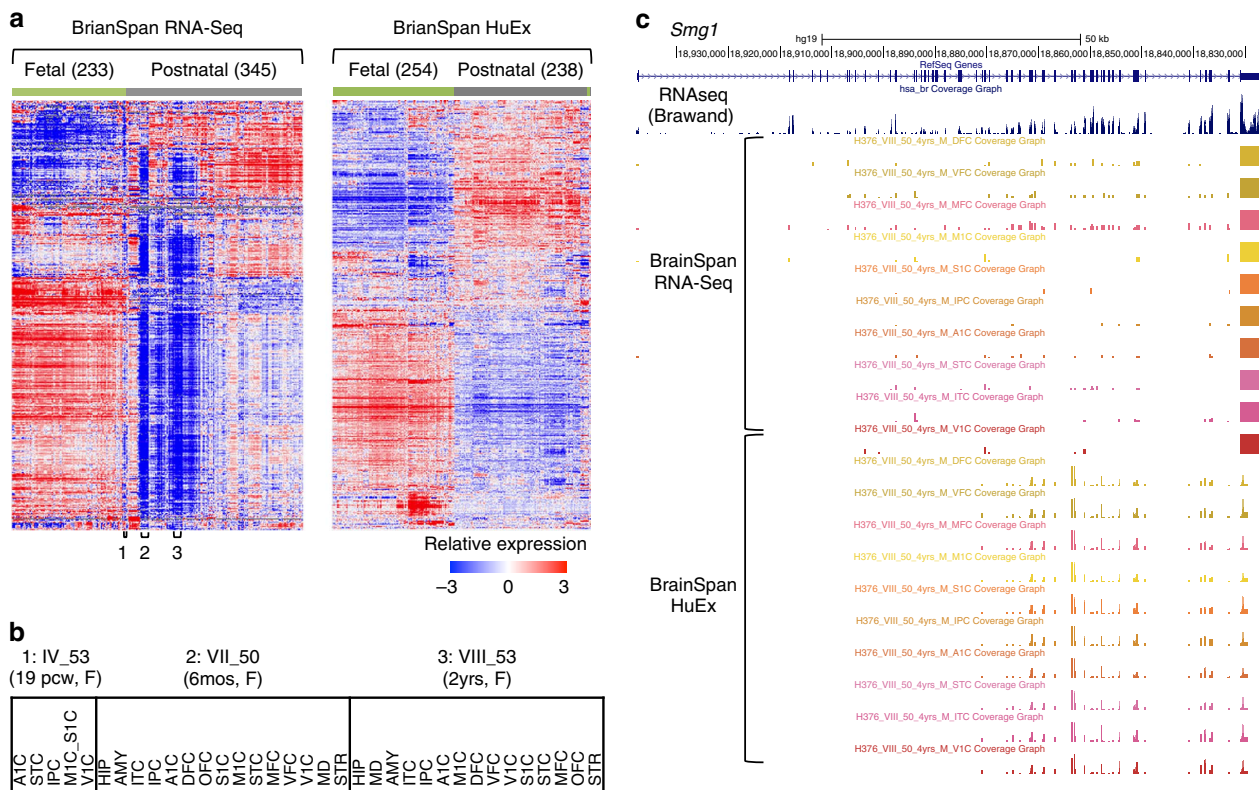 a
BrianSpan RNA-Seq
BrianSpan HuEx
Fetal (233)
Postnatal (345)
Fetal (254)
Postnatal (238)
1
2
3
Relative expression
−3
0
3
b
1: IV_53
(19 pcw, F)
2: VII_50
(6mos, F)
3: VIII_53
(2yrs, F)
A1C
STC
IPC
M1C_S1C
V1C
HIP
AMY
ITC
IPC
A1C
DFC
OFC
S1C
M1C
STC
MFC
VFC
V1C
MD
STR
HIP
MD
AMY
ITC
IPC
A1C
M1C
DFC
VFC
V1C
S1C
STC
MFC
OFC
STR
c
Smg1
hg19
50 kb
18,930,000
18,920,000
18,910,000
18,900,000
18,890,000
18,880,000
18,870,000
18,860,000
18,850,000
18,840,000
18,830,000
RefSeq Genes
hsa_br Coverage Graph
RNAseq
(Brawand)
BrainSpan
RNA-Seq
H376_VIII_50_4yrs_M_DFC Coverage Graph
H376_VIII_50_4yrs_M_VFC Coverage Graph
H376_VIII_50_4yrs_M_MFC Coverage Graph
H376_VIII_50_4yrs_M_M1C Coverage Graph
H376_VIII_50_4yrs_M_S1C Coverage Graph
H376_VIII_50_4yrs_M_IPC Coverage Graph
H376_VIII_50_4yrs_M_A1C Coverage Graph
H376_VIII_50_4yrs_M_STC Coverage Graph
H376_VIII_50_4yrs_M_ITC Coverage Graph
H376_VIII_50_4yrs_M_V1C Coverage Graph
BrainSpan
HuEx
H376_VIII_50_4yrs_M_DFC Coverage Graph
H376_VIII_50_4yrs_M_VFC Coverage Graph
H376_VIII_50_4yrs_M_MFC Coverage Graph
H376_VIII_50_4yrs_M_M1C Coverage Graph
H376_VIII_50_4yrs_M_S1C Coverage Graph
H376_VIII_50_4yrs_M_IPC Coverage Graph
H376_VIII_50_4yrs_M_A1C Coverage Graph
H376_VIII_50_4yrs_M_STC Coverage Graph
H376_VIII_50_4yrs_M_ITC Coverage Graph
H376_VIII_50_4yrs_M_V1C Coverage Graph